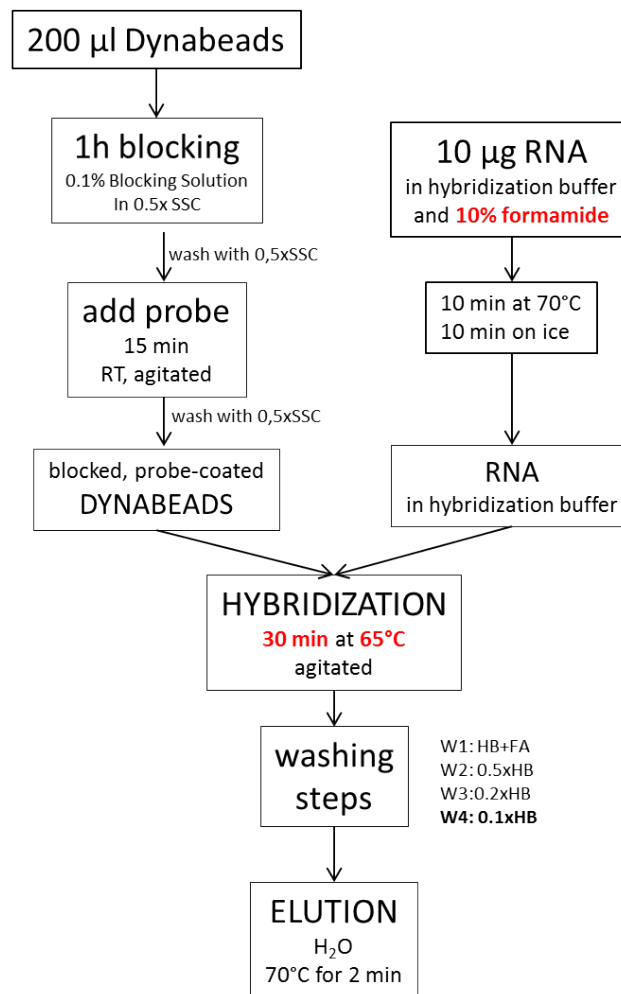 200 µl Dynabeads
1h blocking
0.1% Blocking Solution
In 0.5x SSC
wash with 0,5xSSC
add probe
15 min
RT, agitated
wash with 0,5xSSC
blocked, probe-coated
DYNABEADS
10 µg RNA
in hybridization buffer
and 10% formamide
10 min at 70°C
10 min on ice
RNA
in hybridization buffer
HYBRIDIZATION
30 min at 65°C
agitated
washing
steps
W1: HB+FA
W2: 0.5xHB
W3:0.2xHB
W4: 0.1xHB
ELUTION
H₂O
70°C for 2 min